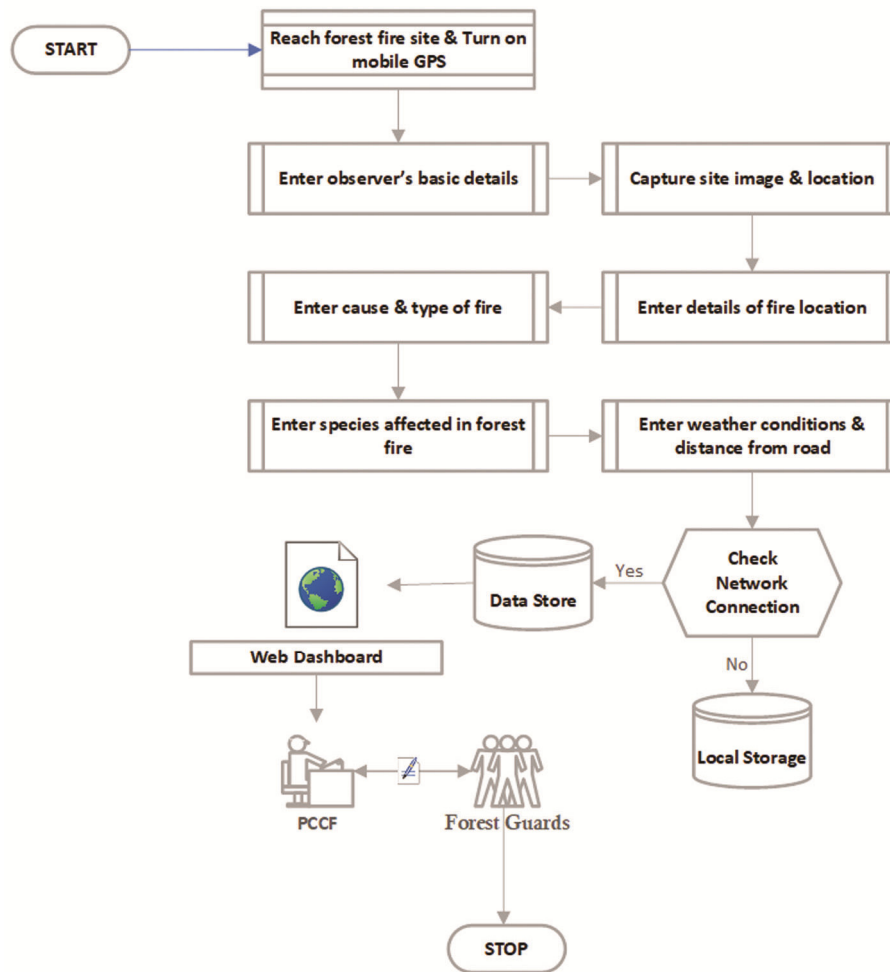 START
Reach forest fire site & Turn on
mobile GPS
Enter observer's basic details
Capture site image & location
Enter cause & type of fire
Enter details of fire location
Enter species affected in forest
fire
Enter weather conditions &
distance from road
Check
Network
Connection
Yes
Data Store
No
Web Dashboard
Local Storage
PCCF
Forest Guards
STOP